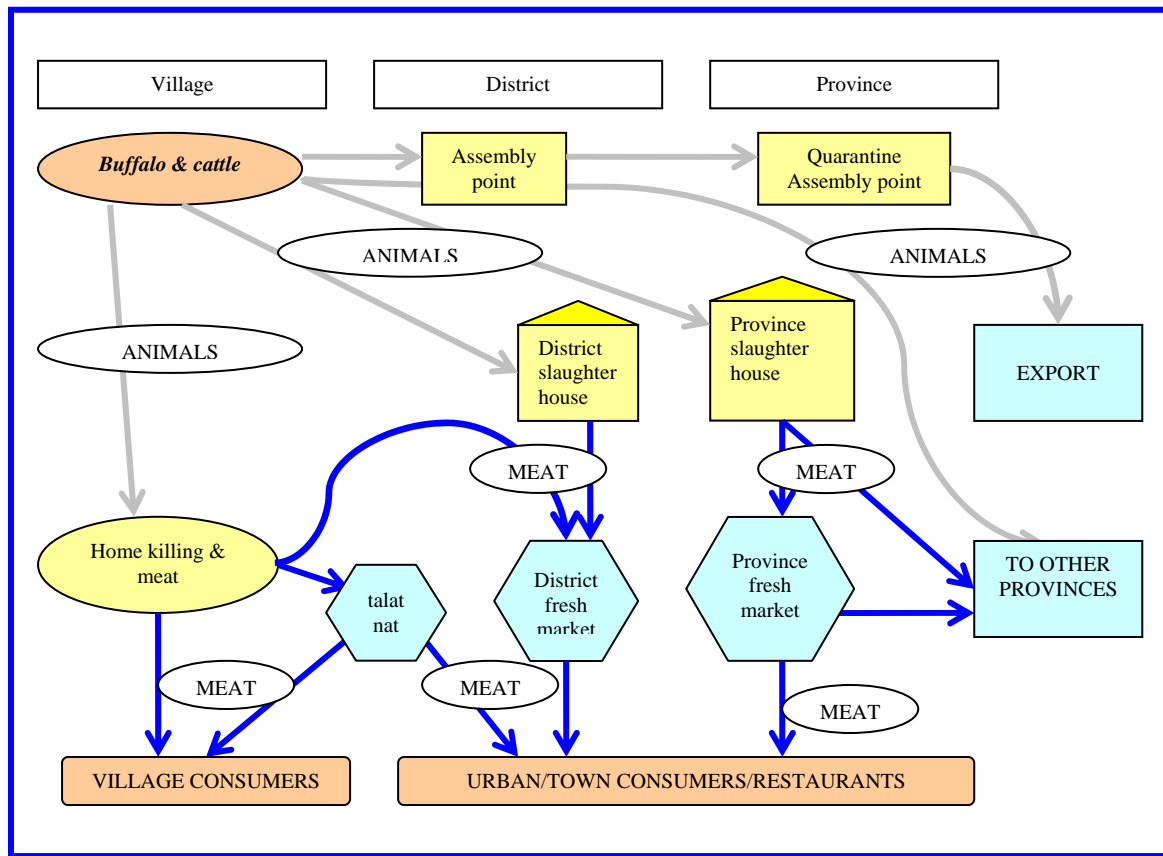 Village
District
Province
Buffalo & cattle
Assembly
point
Quarantine
Assembly point
ANIMALS
ANIMALS
ANIMALS
District
slaughter
house
Province
slaughter
house
EXPORT
MEAT
MEAT
Home killing &
meat
talat
nat
District
fresh
market
Province
fresh
market
TO OTHER
PROVINCES
MEAT
MEAT
MEAT
VILLAGE CONSUMERS
URBAN/TOWN CONSUMERS/RESTAURANTS